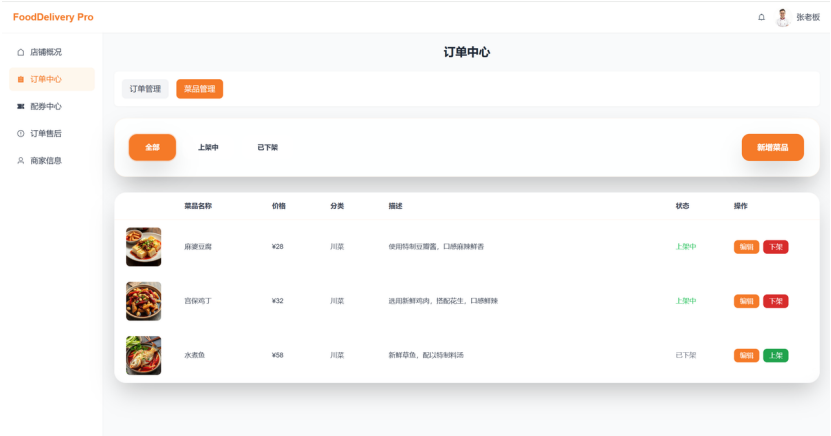 FoodDelivery Pro
张老板
店铺概况
订单中心
配券中心
订单售后
商家信息
订单中心
订单管理 菜品管理
全部 上架中 已下架 新增菜品
菜品名称 价格 分类 描述 状态 操作
麻婆豆腐 ¥28 川菜 使用特制豆瓣酱，口感麻辣鲜香 上架中 编辑 下架
宫保鸡丁 ¥32 川菜 选用新鲜鸡肉，搭配花生，口感鲜辣 上架中 编辑 下架
水煮鱼 ¥58 川菜 新鲜草鱼，配以特制料汤 已下架 编辑 上架